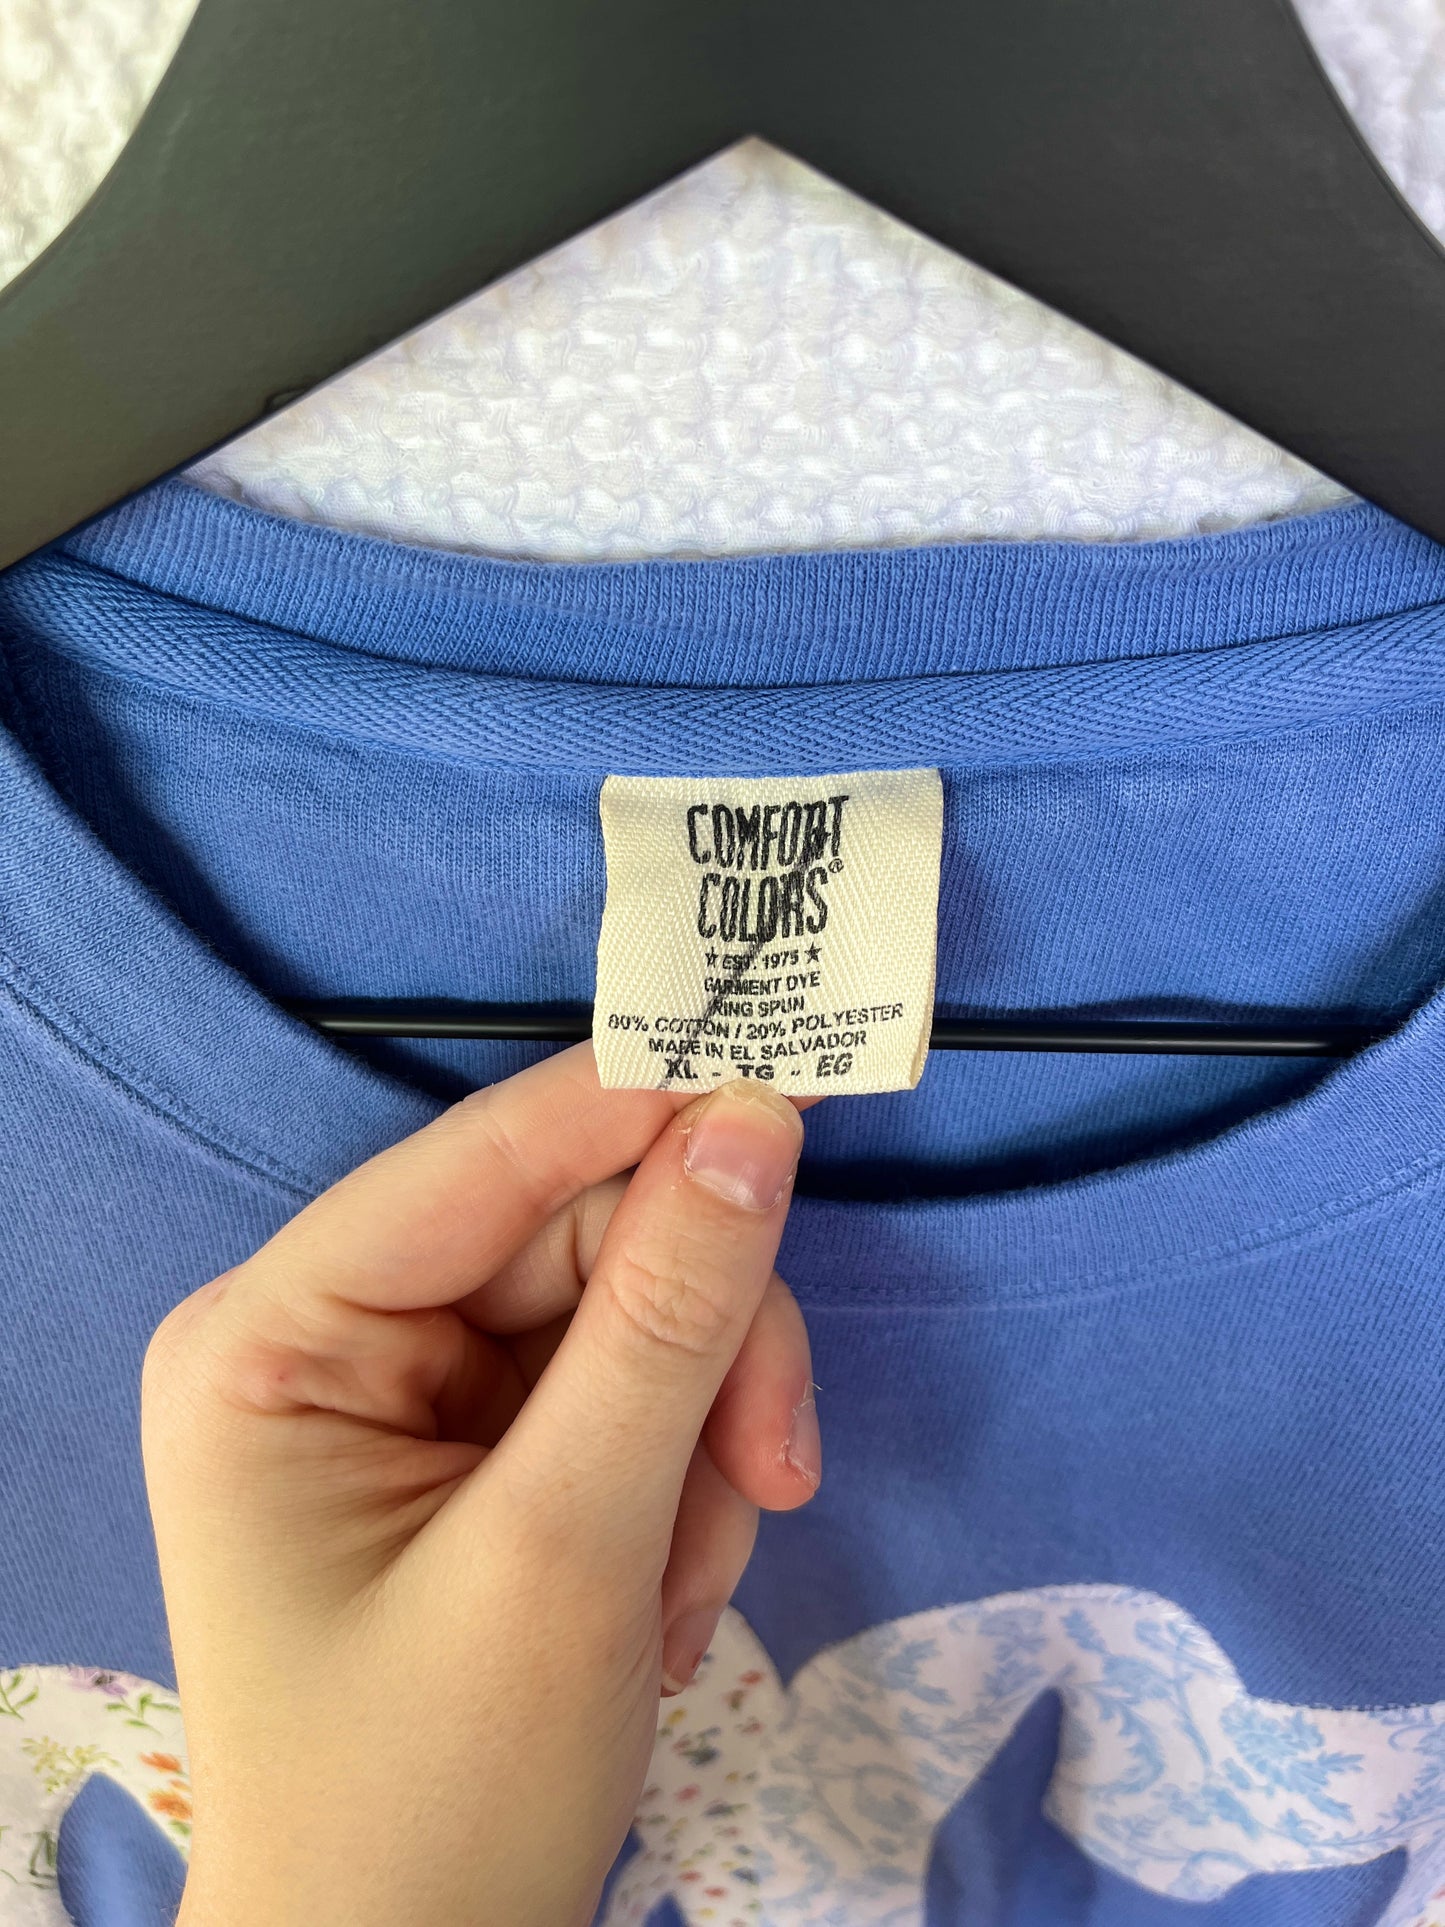 COMFORT
COLORS®
★ EST. 1975 ★
GARMENT DYE
RING SPUN
80% COTTON / 20% POLYESTER
MADE IN EL SALVADOR
XL - TG - EG